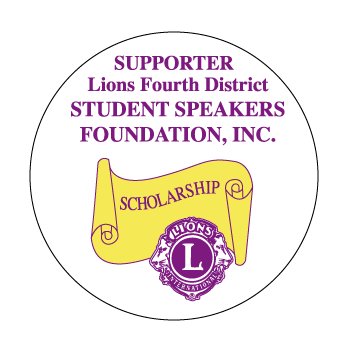 SUPPORTER
Lions Fourth District
STUDENT SPEAKERS
FOUNDATION, INC.
SCHOLARSHIP
LIONS
L
INTERNATIONAL